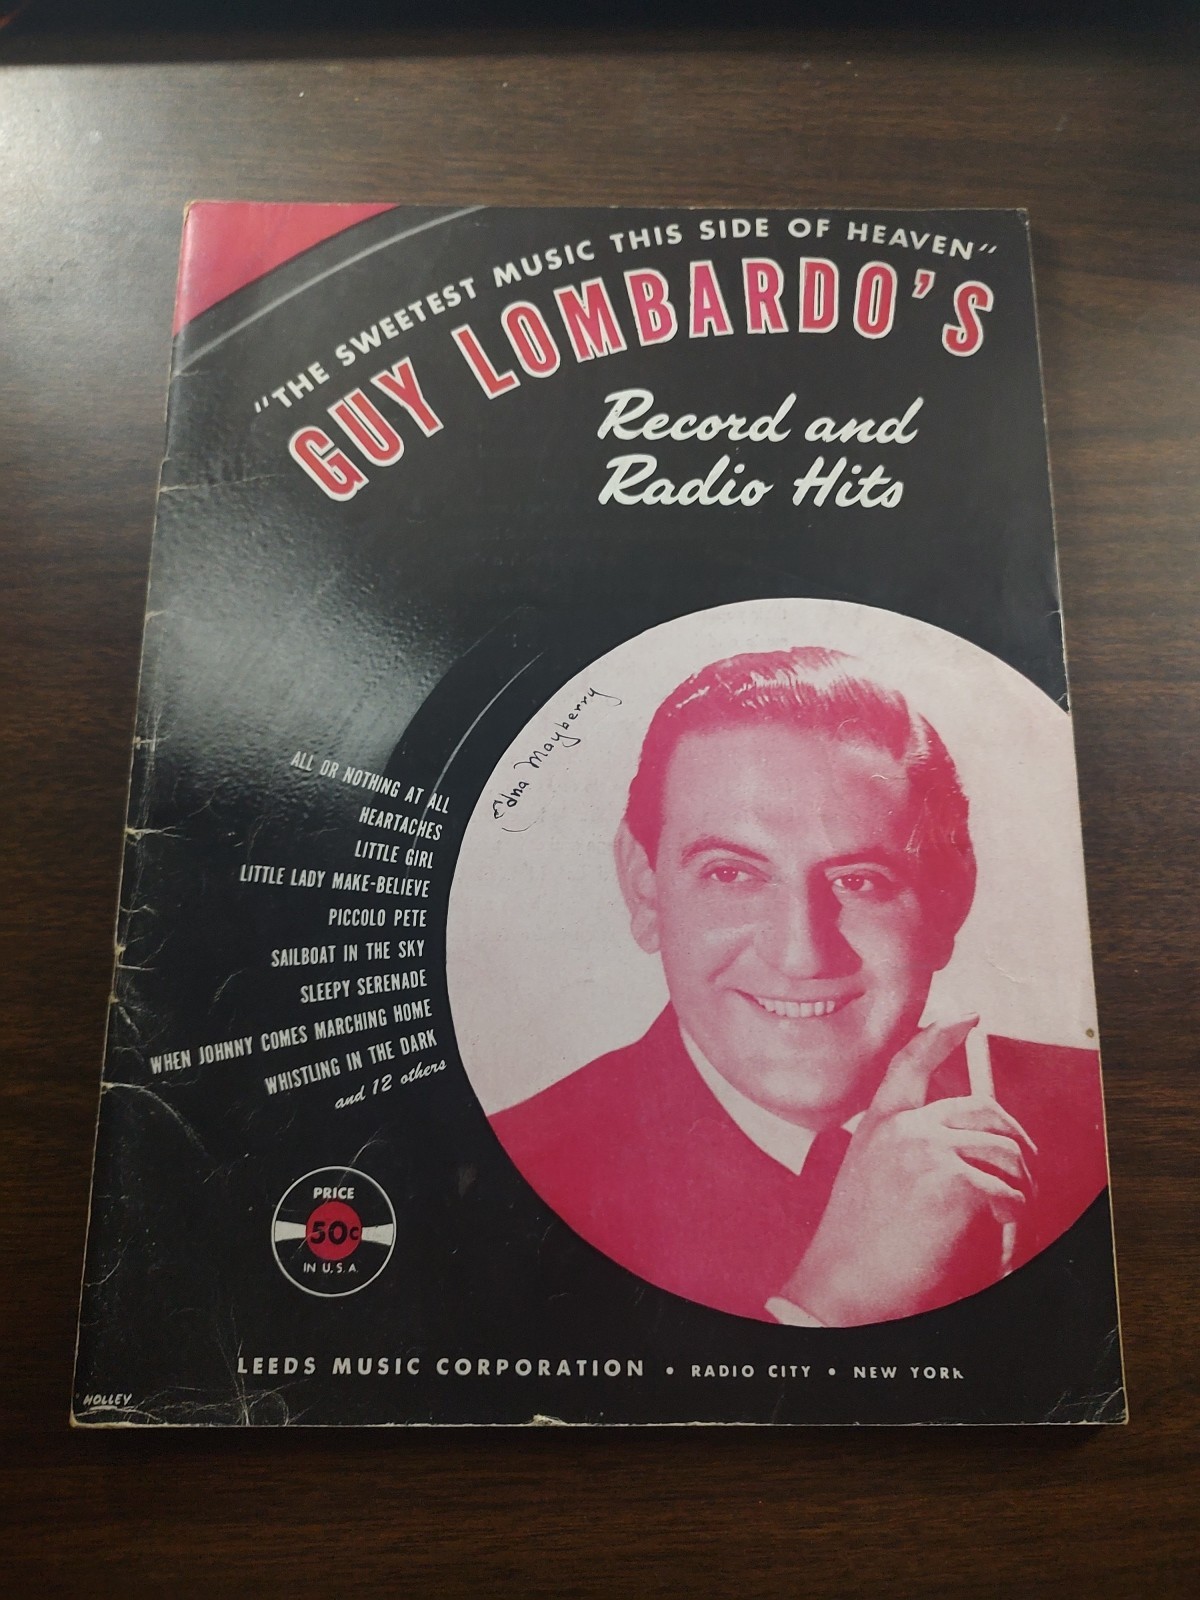 "THE SWEETEST MUSIC THIS SIDE OF HEAVEN"
GUY LOMBARDO'S
Record and
Radio Hits
Edna Mayberry
ALL OR NOTHING AT ALL
HEARTACHES
LITTLE GIRL
LITTLE LADY MAKE-BELIEVE
PICCOLO PETE
SAILBOAT IN THE SKY
SLEEPY SERENADE
WHEN JOHNNY COMES MARCHING HOME
WHISTLING IN THE DARK
and 12 others
PRICE
50c
IN U.S.A.
LEEDS MUSIC CORPORATION • RADIO CITY • NEW YORK
HOLLEY